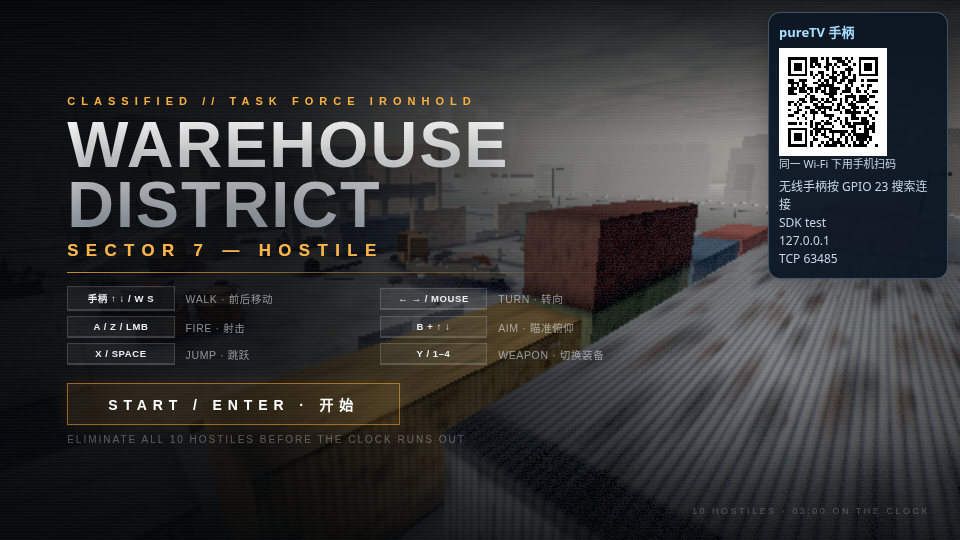 CLASSIFIED // TASK FORCE IRONHOLD
WAREHOUSE
DISTRICT
SECTOR 7 — HOSTILE
手柄 ↑ ↓ / W S WALK · 前后移动
← → / MOUSE TURN · 转向
A / Z / LMB FIRE · 射击
B + ↑ ↓ AIM · 瞄准俯仰
X / SPACE JUMP · 跳跃
Y / 1–4 WEAPON · 切换装备
START / ENTER · 开始
ELIMINATE ALL 10 HOSTILES BEFORE THE CLOCK RUNS OUT
pureTV 手柄
同一 Wi-Fi 下用手机扫码
无线手柄按 GPIO 23 搜索连
接
SDK test
127.0.0.1
TCP 63485
10 HOSTILES · 03:00 ON THE CLOCK